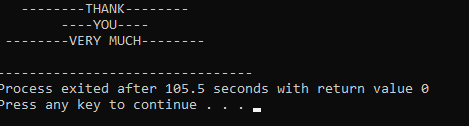 --------THANK--------
----YOU----
--------VERY MUCH--------
--------------------------------
Process exited after 105.5 seconds with return value 0
Press any key to continue . . .